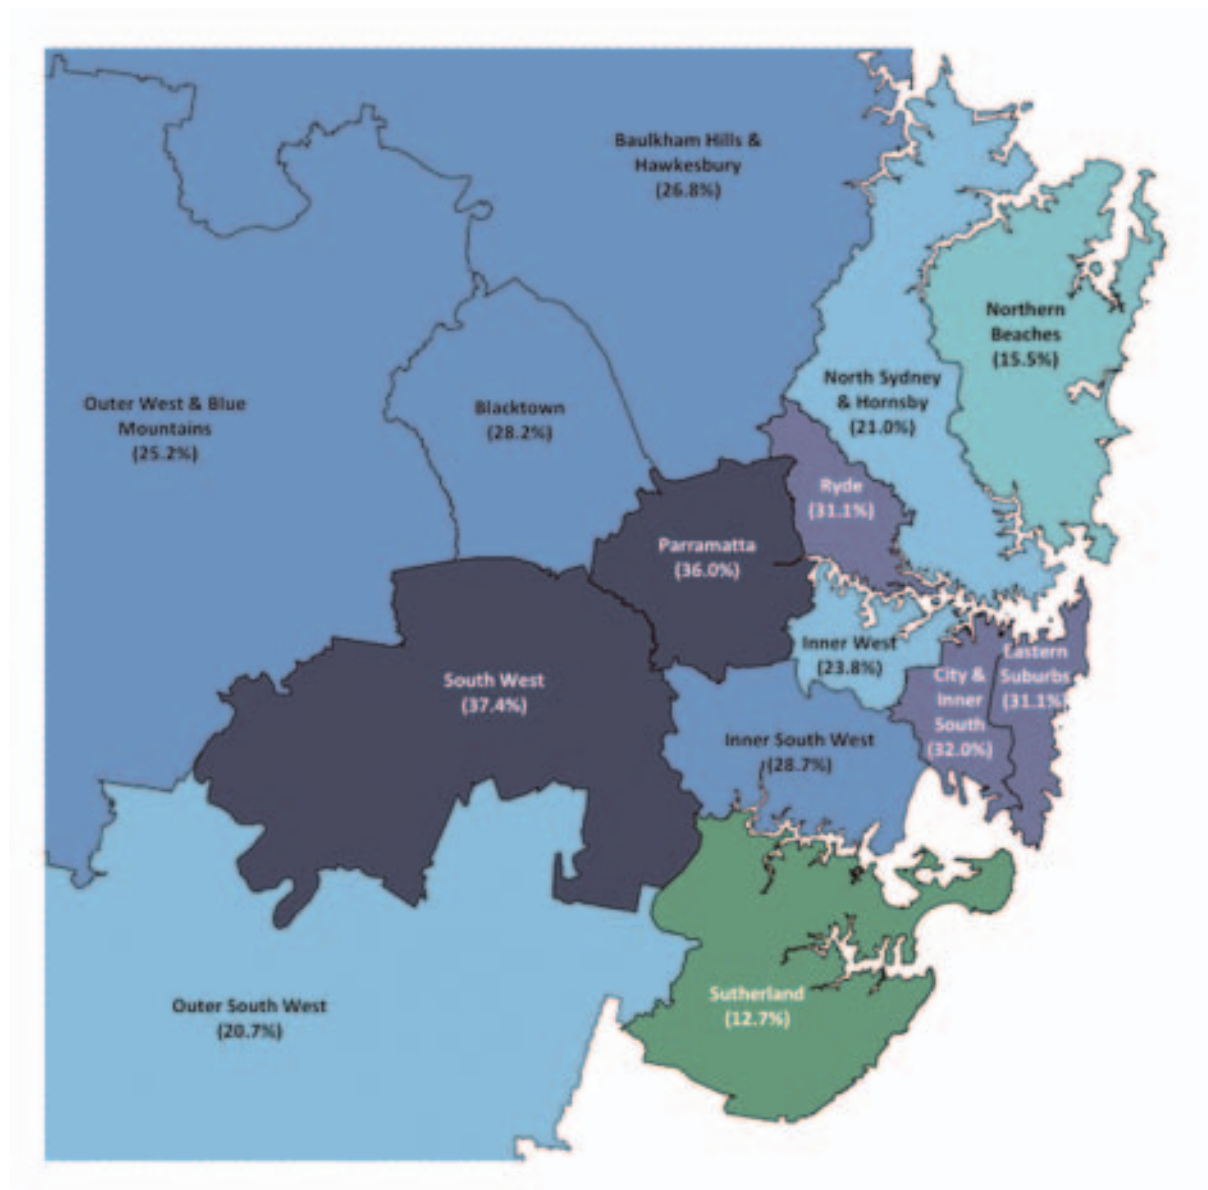 Baulkham Hills &
Hawkesbury
(26.8%)
Northern
Beaches
(15.5%)
North Sydney
& Hornsby
(21.0%)
Outer West & Blue
Mountains
(25.2%)
Blacktown
(28.2%)
Ryde
(31.1%)
Parramatta
(36.0%)
Inner West
(23.8%)
Eastern
Suburbs
(31.1%)
City &
Inner
South
(32.0%)
South West
(37.4%)
Inner South West
(28.7%)
Sutherland
(12.7%)
Outer South West
(20.7%)